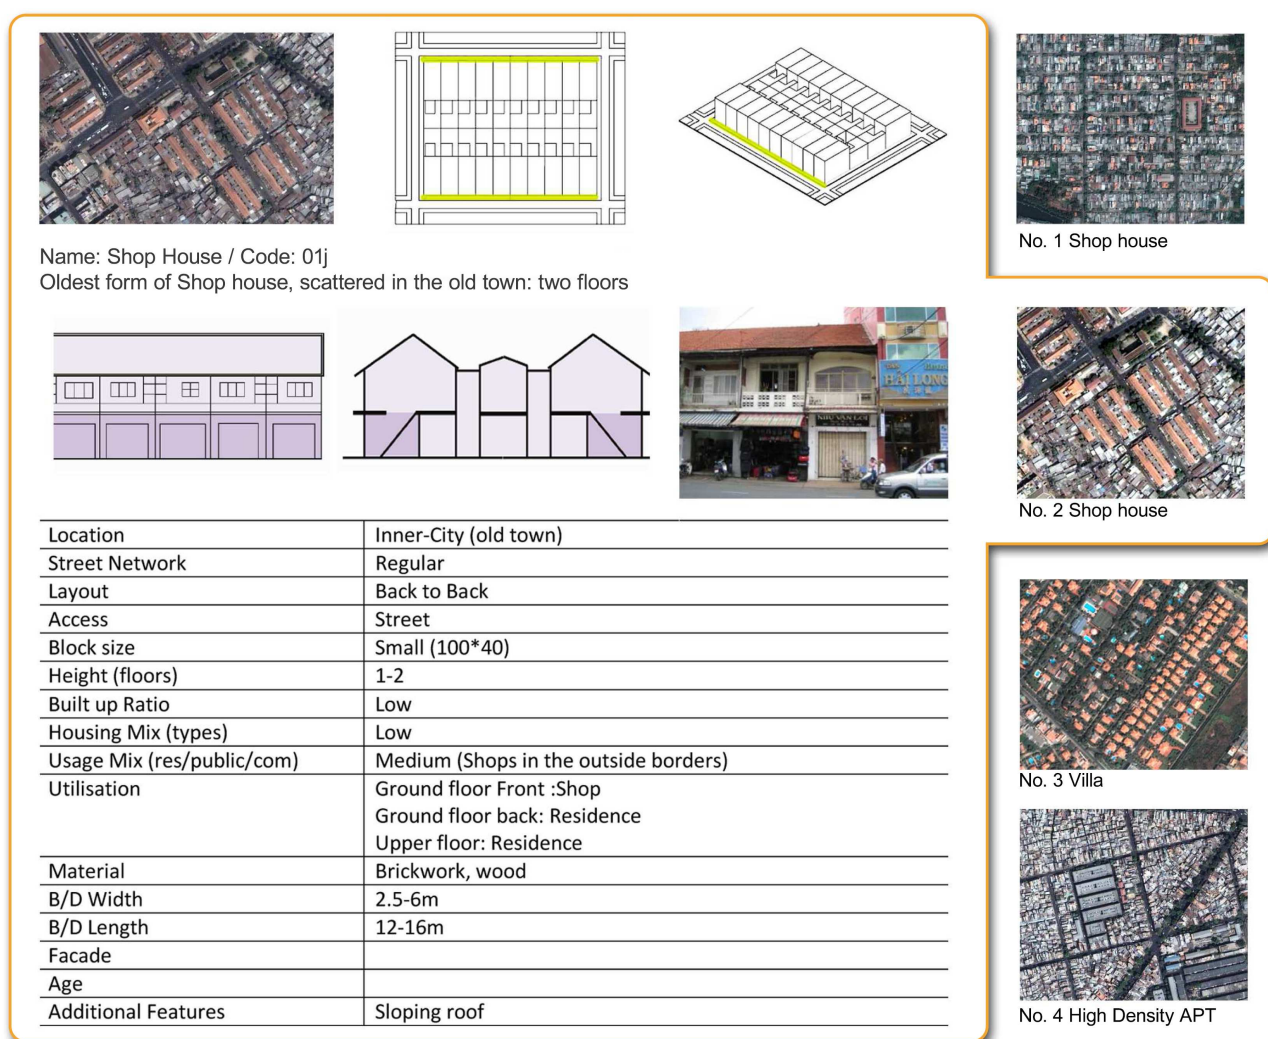 No. 1 Shop house
Name: Shop House / Code: 01j
Oldest form of Shop house, scattered in the old town: two floors
HẢI LONG
NHƯ VĂN LỢI
No. 2 Shop house
Location Inner-City (old town)
Street Network Regular
Layout Back to Back
Access Street
Block size Small (100*40)
Height (floors) 1-2
Built up Ratio Low
Housing Mix (types) Low
Usage Mix (res/public/com) Medium (Shops in the outside borders)
Utilisation Ground floor Front :Shop
Ground floor back: Residence
Upper floor: Residence
Material Brickwork, wood
B/D Width 2.5-6m
B/D Length 12-16m
Facade
Age
Additional Features Sloping roof
No. 3 Villa
No. 4 High Density APT